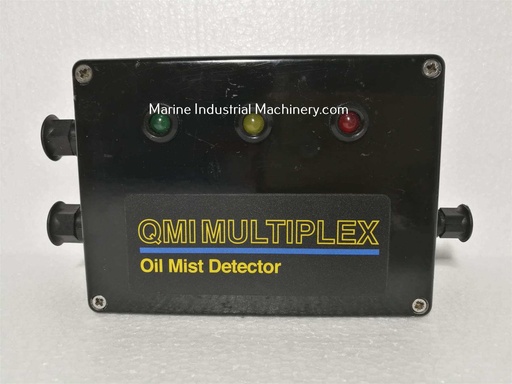 Marine Industrial Machinery.com
QMI MULTIPLEX
Oil Mist Detector